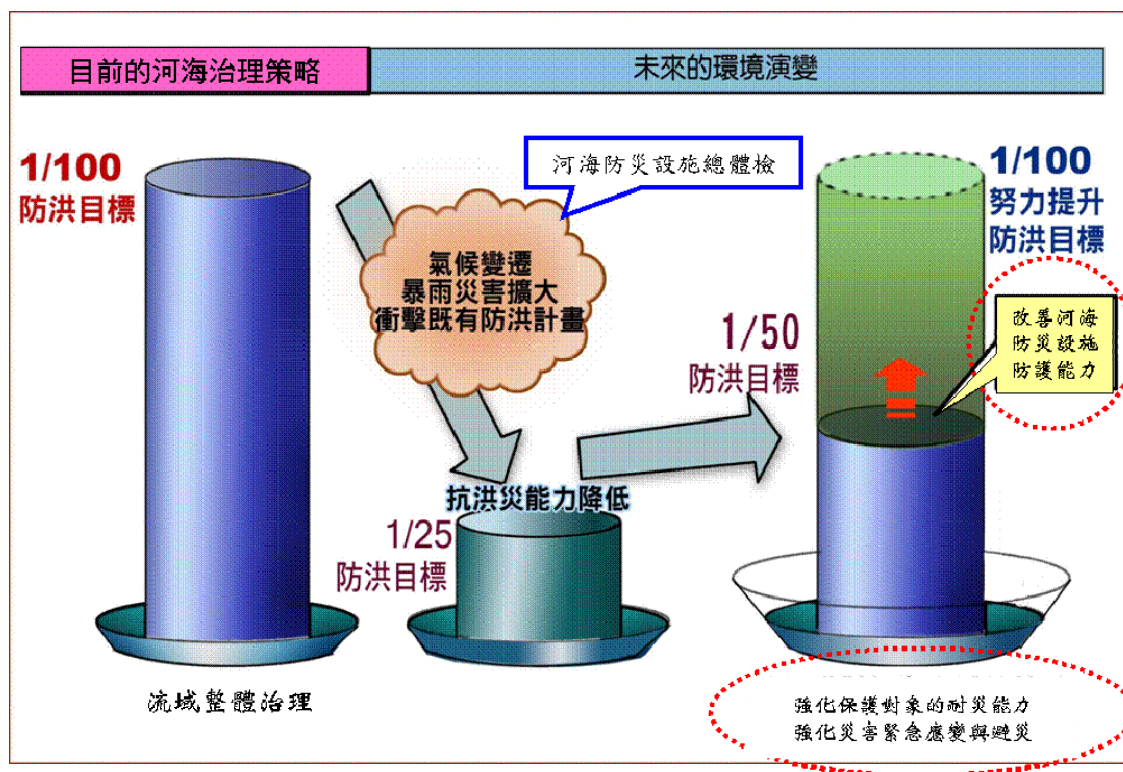 目前的河海治理策略
未來的環境演變
1/100
防洪目標
河海防災設施總體檢
氣候變遷
暴雨災害擴大
衝擊既有防洪計畫
1/100
努力提升
防洪目標
改善河海
防災設施
防護能力
1/50
防洪目標
抗洪災能力降低
1/25
防洪目標
流域整體治理
強化保護對象的耐災能力
強化災害緊急應變與避災